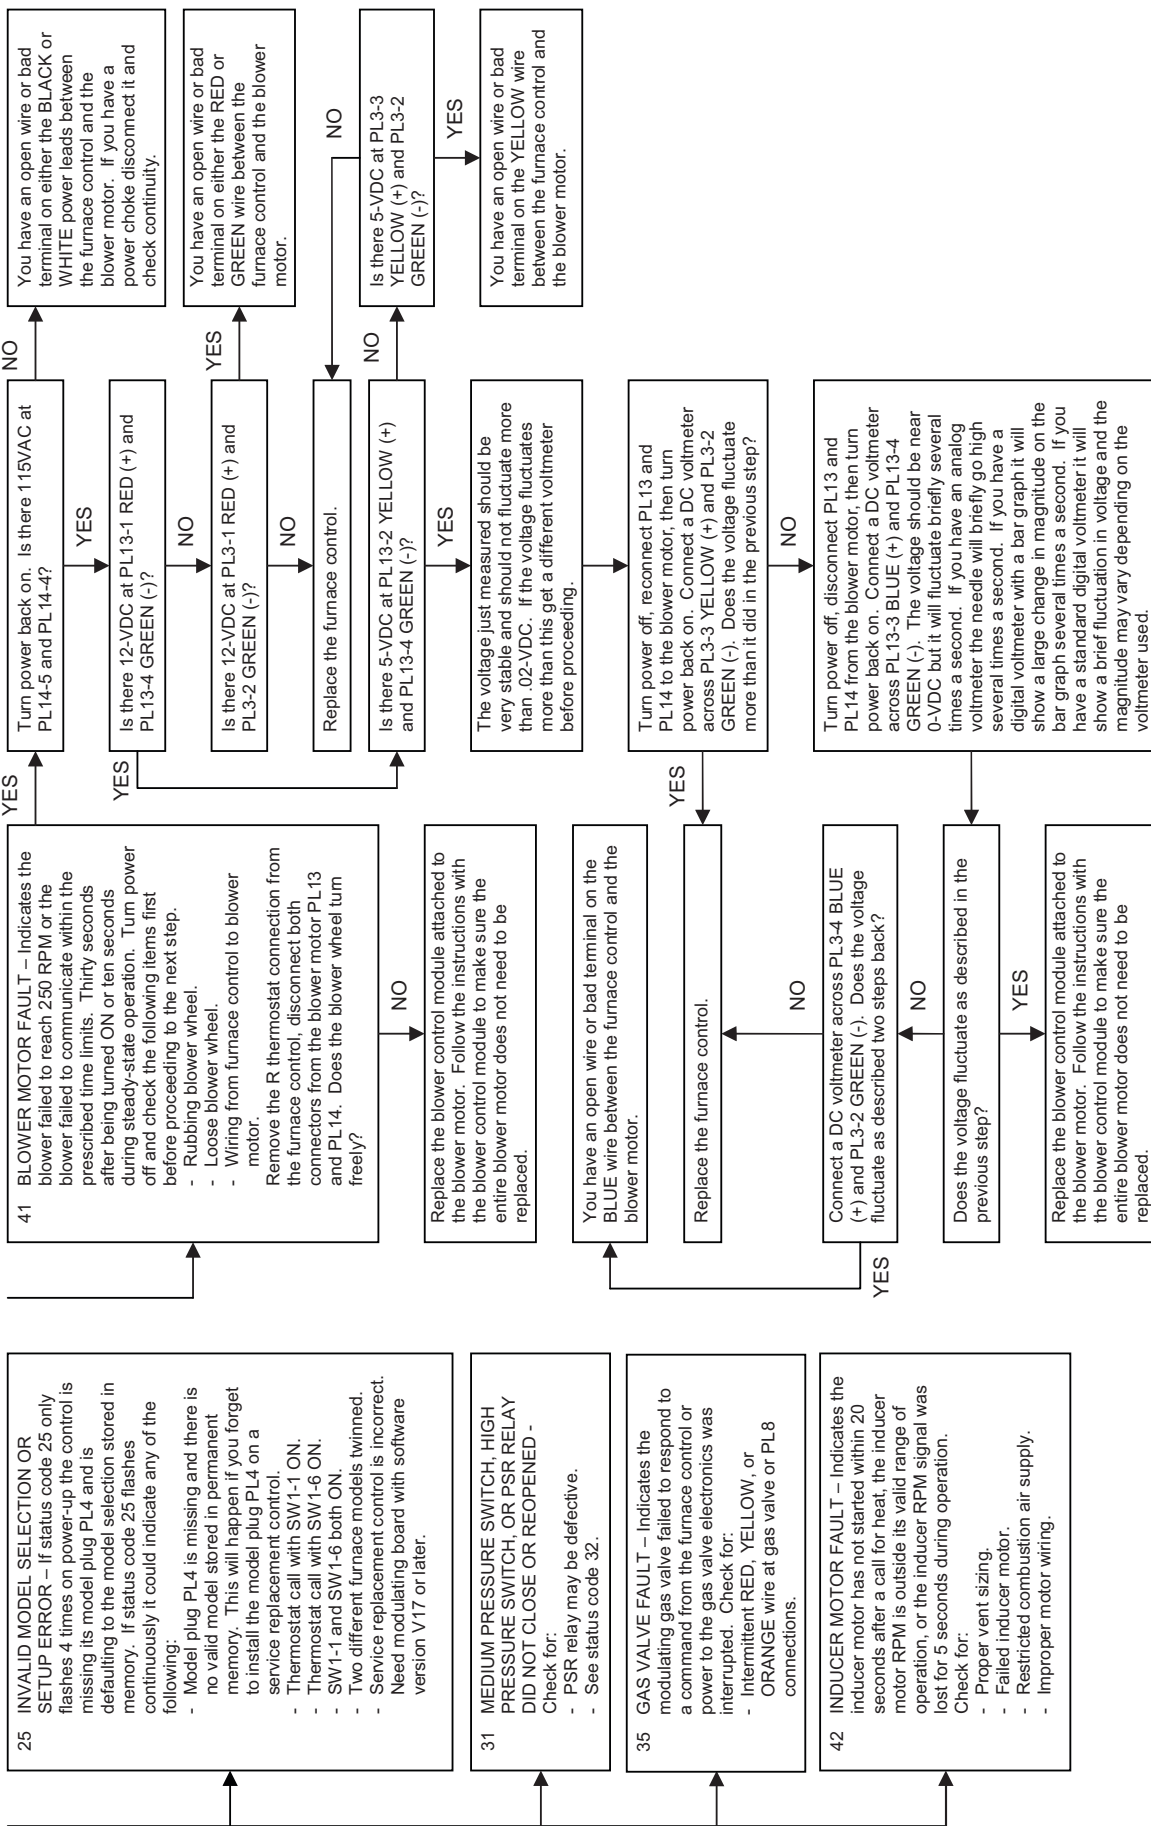 25 INVALID MODEL SELECTION OR
SETUP ERROR – If status code 25 only
flashes 4 times on power-up the control is
missing its model plug PL4 and is
defaulting to the model selection stored in
memory. If status code 25 flashes
continuously it could indicate any of the
following:
- Model plug PL4 is missing and there is
no valid model stored in permanent
memory. This will happen if you forget
to install the model plug PL4 on a
service replacement control.
- Thermostat call with SW1-1 ON.
- Thermostat call with SW1-6 ON.
- SW1-1 and SW1-6 both ON.
- Two different furnace models twinned.
- Service replacement control is incorrect.
Need modulating board with software
version V17 or later.
31 MEDIUM PRESSURE SWITCH, HIGH
PRESSURE SWITCH, OR PSR RELAY
DID NOT CLOSE OR REOPENED -
Check for:
- PSR relay may be defective.
- See status code 32.
35 GAS VALVE FAULT – Indicates the
modulating gas valve failed to respond to
a command from the furnace control or
power to the gas valve electronics was
interrupted. Check for:
- Intermittent RED, YELLOW, or
ORANGE wire at gas valve or PL8
connections.
42 INDUCER MOTOR FAULT – Indicates the
inducer motor has not started within 20
seconds after a call for heat, the inducer
motor RPM is outside its valid range of
operation, or the inducer RPM signal was
lost for 5 seconds during operation.
Check for:
- Proper vent sizing.
- Failed inducer motor.
- Restricted combustion air supply.
- Improper motor wiring.
41 BLOWER MOTOR FAULT – Indicates the
blower failed to reach 250 RPM or the
blower failed to communicate within the
prescribed time limits. Thirty seconds
after being turned ON or ten seconds
during steady-state operation. Turn power
off and check the following items first
before proceeding to the next step.
- Rubbing blower wheel.
- Loose blower wheel.
- Wiring from furnace control to blower
motor.
Remove the R thermostat connection from
the furnace control, disconnect both
connectors from the blower motor PL13
and PL14. Does the blower wheel turn
freely?
YES
NO
Replace the blower control module attached to
the blower motor. Follow the instructions with
the blower control module to make sure the
entire blower motor does not need to be
replaced.
You have an open wire or bad terminal on the
BLUE wire between the furnace control and the
blower motor.
Replace the furnace control.
NO
Connect a DC voltmeter across PL3-4 BLUE
(+) and PL3-2 GREEN (-). Does the voltage
fluctuate as described two steps back?
YES
NO
Does the voltage fluctuate as described in the
previous step?
YES
Replace the blower control module attached to
the blower motor. Follow the instructions with
the blower control module to make sure the
entire blower motor does not need to be
replaced.
Turn power back on. Is there 115VAC at
PL14-5 and PL14-4?
NO
YES
Is there 12-VDC at PL13-1 RED (+) and
PL13-4 GREEN (-)?
YES
NO
Is there 12-VDC at PL3-1 RED (+) and
PL3-2 GREEN (-)?
YES
NO
Replace the furnace control.
Is there 5-VDC at PL13-2 YELLOW (+)
and PL13-4 GREEN (-)?
NO
YES
The voltage just measured should be
very stable and should not fluctuate more
than .02-VDC. If the voltage fluctuates
more than this get a different voltmeter
before proceeding.
Turn power off, reconnect PL13 and
PL14 to the blower motor, then turn
power back on. Connect a DC voltmeter
across PL3-3 YELLOW (+) and PL3-2
GREEN (-). Does the voltage fluctuate
more than it did in the previous step?
YES
NO
Turn power off, disconnect PL13 and
PL14 from the blower motor, then turn
power back on. Connect a DC voltmeter
across PL13-3 BLUE (+) and PL13-4
GREEN (-). The voltage should be near
0-VDC but it will fluctuate briefly several
times a second. If you have an analog
voltmeter the needle will briefly go high
several times a second. If you have a
digital voltmeter with a bar graph it will
show a large change in magnitude on the
bar graph several times a second. If you
have a standard digital voltmeter it will
show a brief fluctuation in voltage and the
magnitude may vary depending on the
voltmeter used.
You have an open wire or bad
terminal on either the BLACK or
WHITE power leads between
the furnace control and the
blower motor. If you have a
power choke disconnect it and
check continuity.
You have an open wire or bad
terminal on either the RED or
GREEN wire between the
furnace control and the blower
motor.
NO
Is there 5-VDC at PL3-3
YELLOW (+) and PL3-2
GREEN (-)?
YES
You have an open wire or bad
terminal on the YELLOW wire
between the furnace control and
the blower motor.